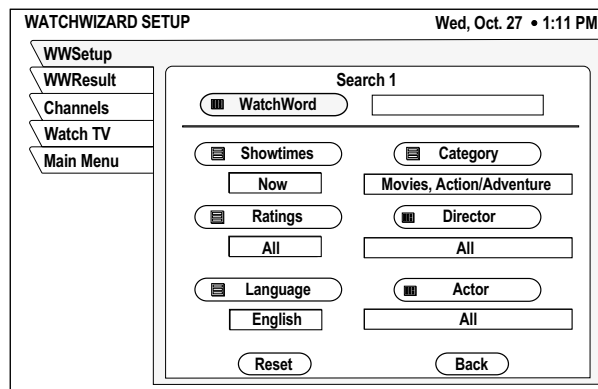 WATCHWIZARD SETUP Wed, Oct. 27 • 1:11 PM
WWSetup
WWResult
Channels
Watch TV
Main Menu
Search 1
WatchWord
Showtimes Category
Now Movies, Action/Adventure
Ratings Director
All All
Language Actor
English All
Reset Back